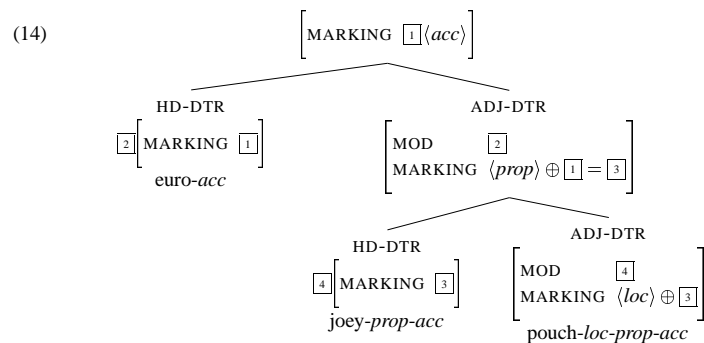 (14)
[MARKING [1]⟨acc⟩]
HD-DTR ADJ-DTR
[2][MARKING [1]]
euro-acc
[MOD [2]
MARKING ⟨prop⟩ ⊕ [1] = [3]]
HD-DTR ADJ-DTR
[4][MARKING [3]]
joey-prop-acc
[MOD [4]
MARKING ⟨loc⟩ ⊕ [3]]
pouch-loc-prop-acc